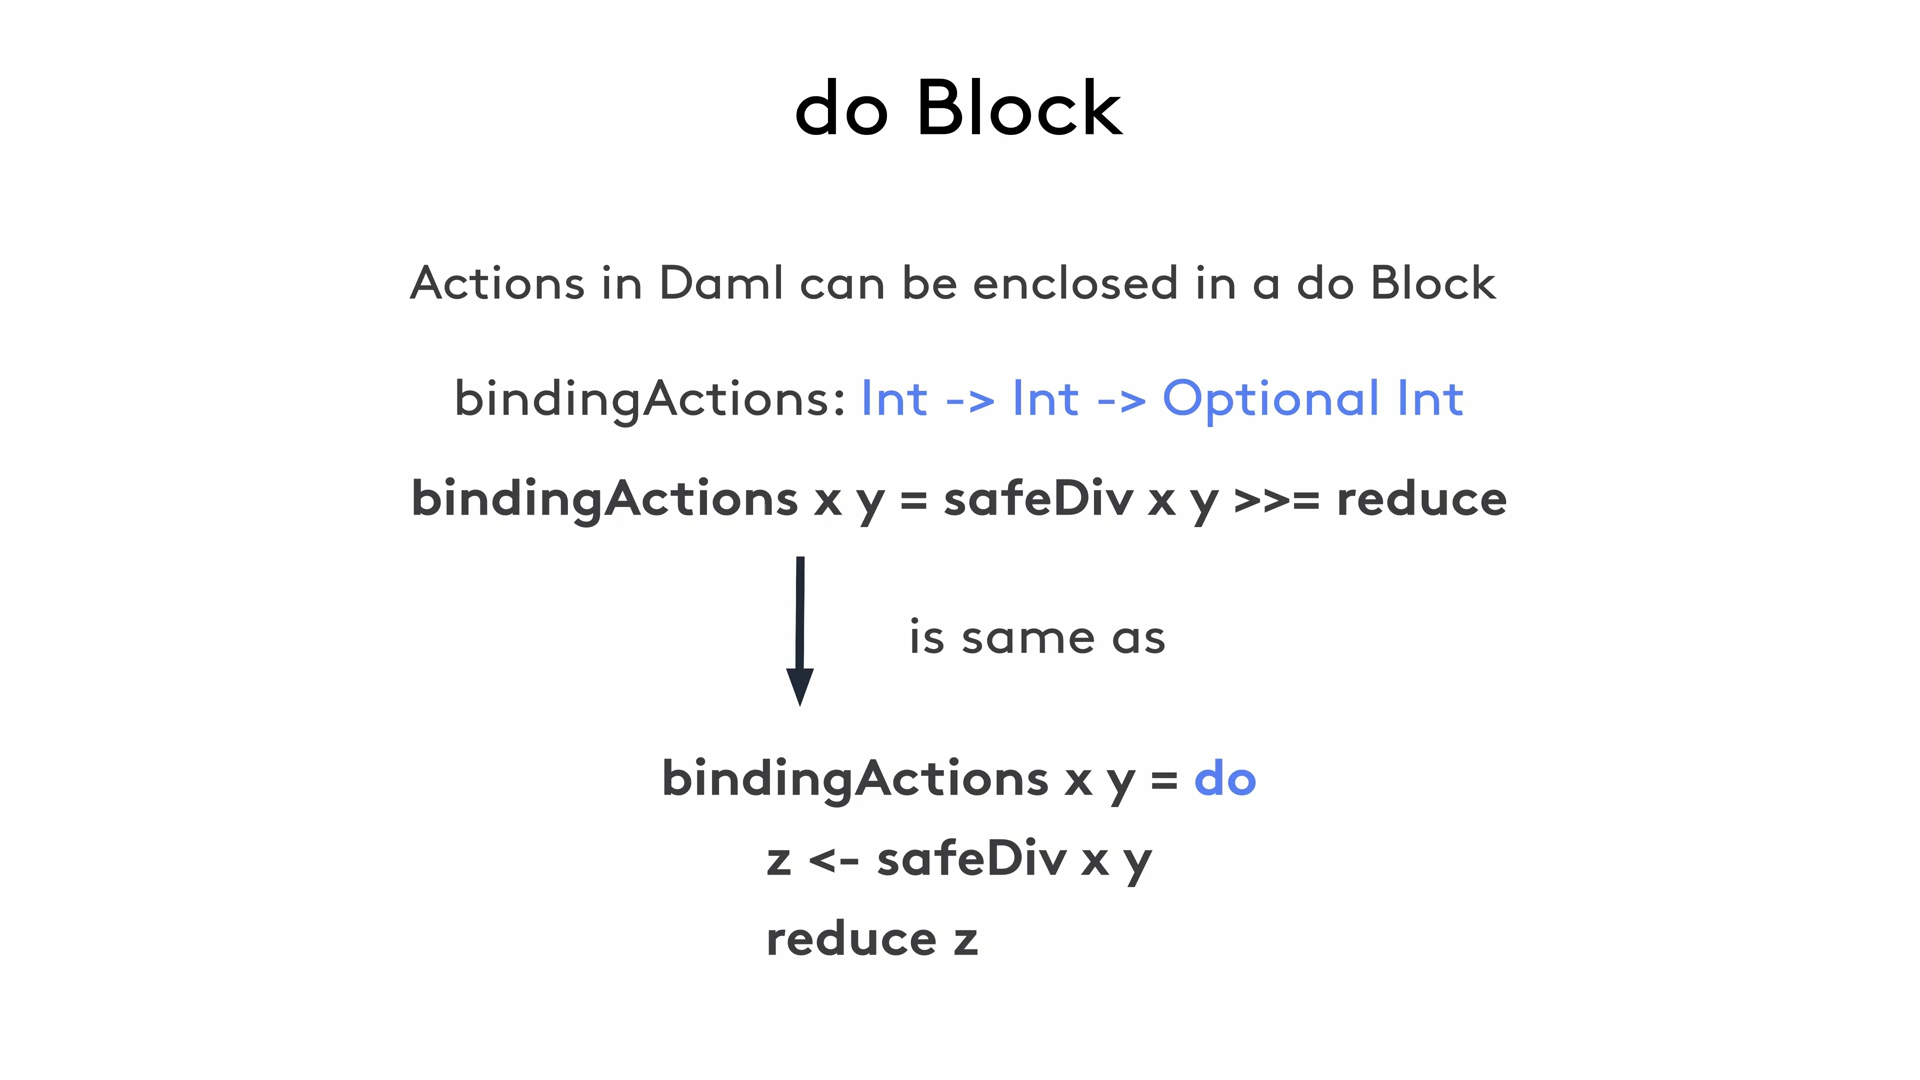 do Block
Actions in Daml can be enclosed in a do Block
bindingActions: Int -> Int -> Optional Int
bindingActions x y = safeDiv x y >>= reduce
is same as
bindingActions x y = do
z <- safeDiv x y
reduce z